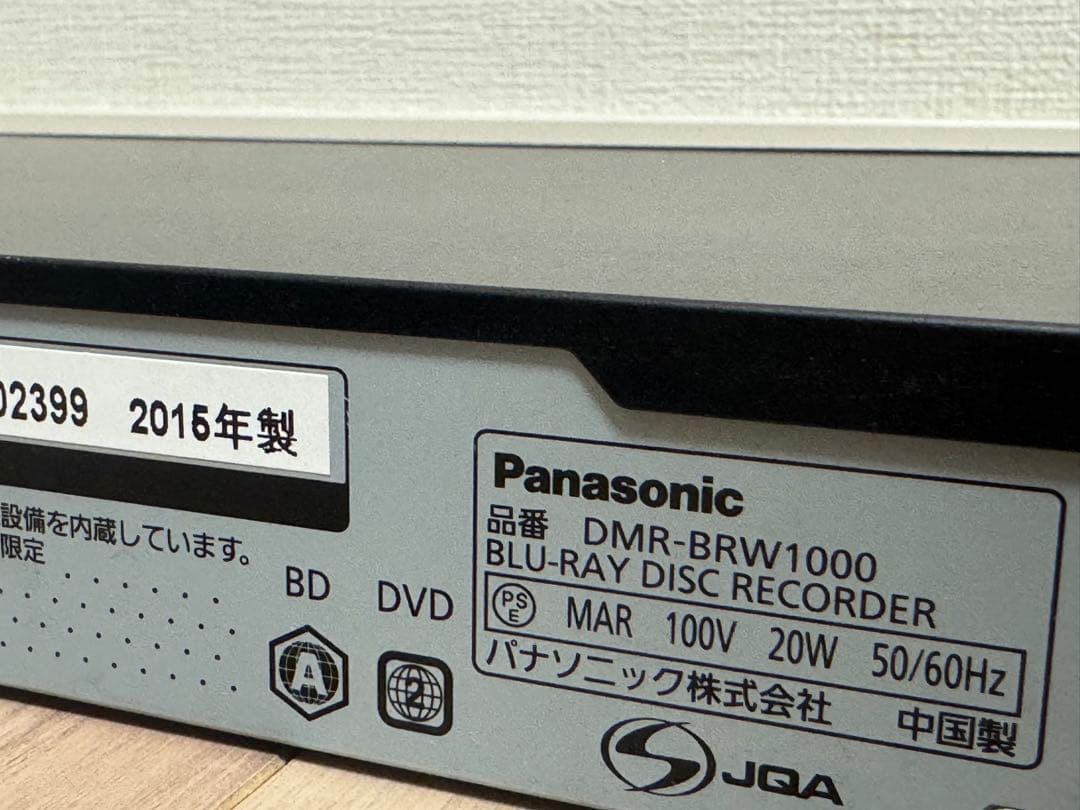 02399 2015年製
設備を内蔵しています。
限定
BD DVD
A 2
Panasonic
品番 DMR-BRW1000
BLU-RAY DISC RECORDER
PSE MAR 100V 20W 50/60Hz
パナソニック株式会社 中国製
S JQA